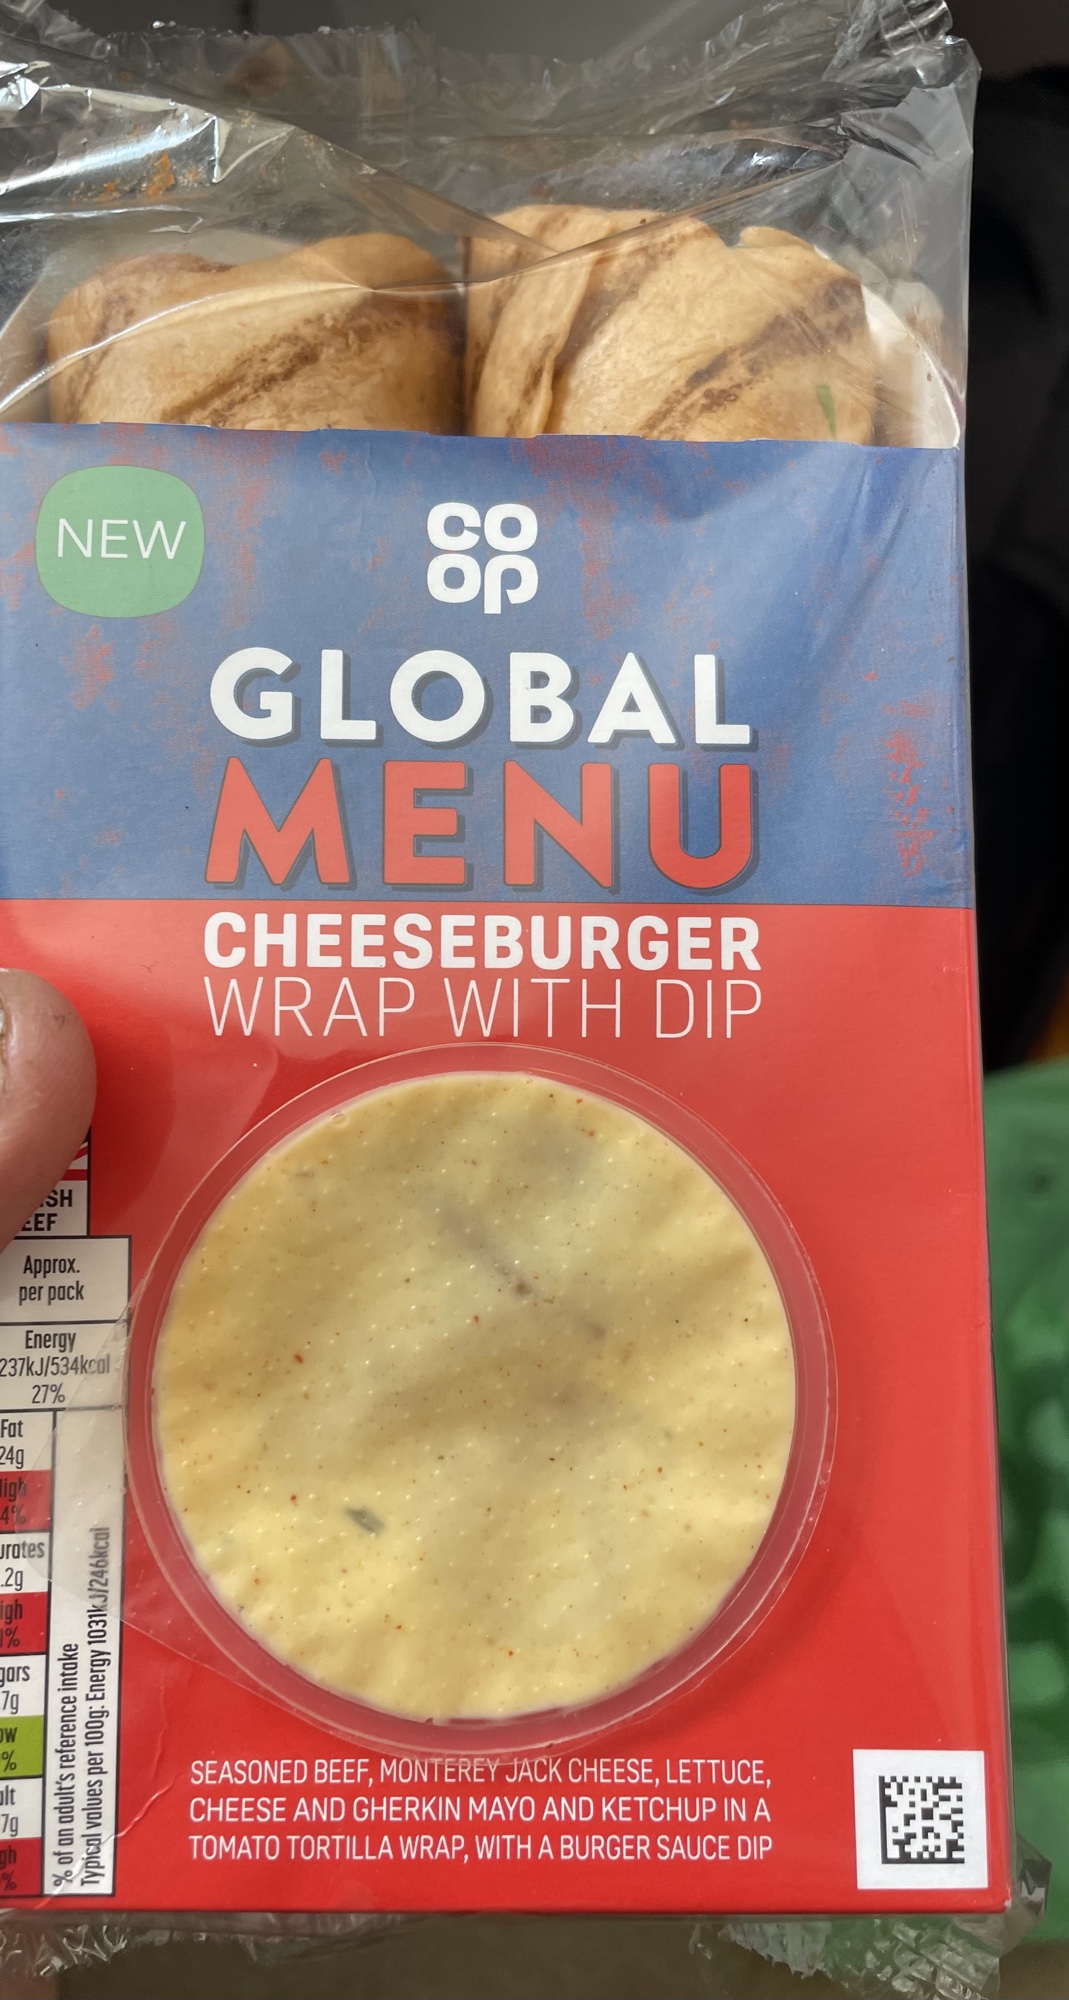 NEW
CO
OP
GLOBAL
MENU
CHEESEBURGER
WRAP WITH DIP
Approx.
per pack
Energy
237kJ/534kcal
27%
Fat
24g
% of an adult's reference intake
Typical values per 100g: Energy 1031kJ/246kcal
SEASONED BEEF, MONTEREY JACK CHEESE, LETTUCE,
CHEESE AND GHERKIN MAYO AND KETCHUP IN A
TOMATO TORTILLA WRAP, WITH A BURGER SAUCE DIP